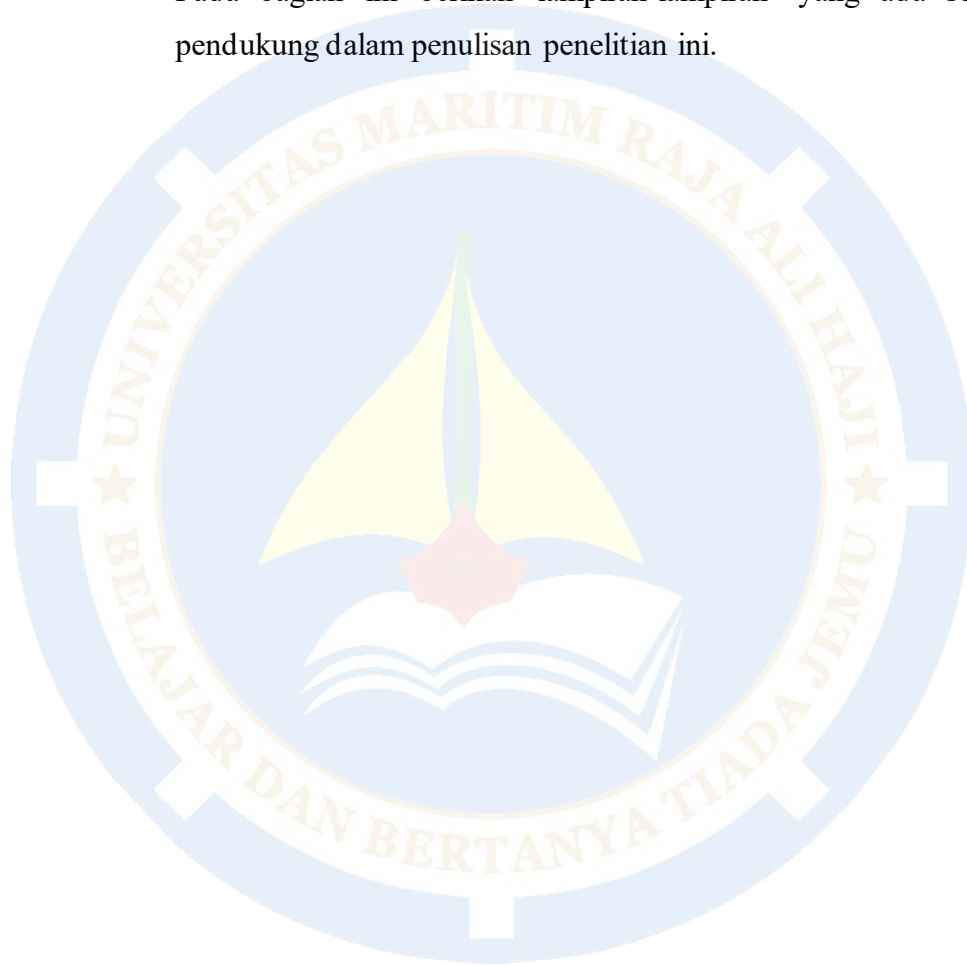 Pada bagian ini lampiran-lampiran yang ada
pendukung dalam penulisan penelitian ini.
UNIVERSITAS MARITIM RAJA ALI HAJI
BELAJAR DAN BERTANYA TIADA JEMU